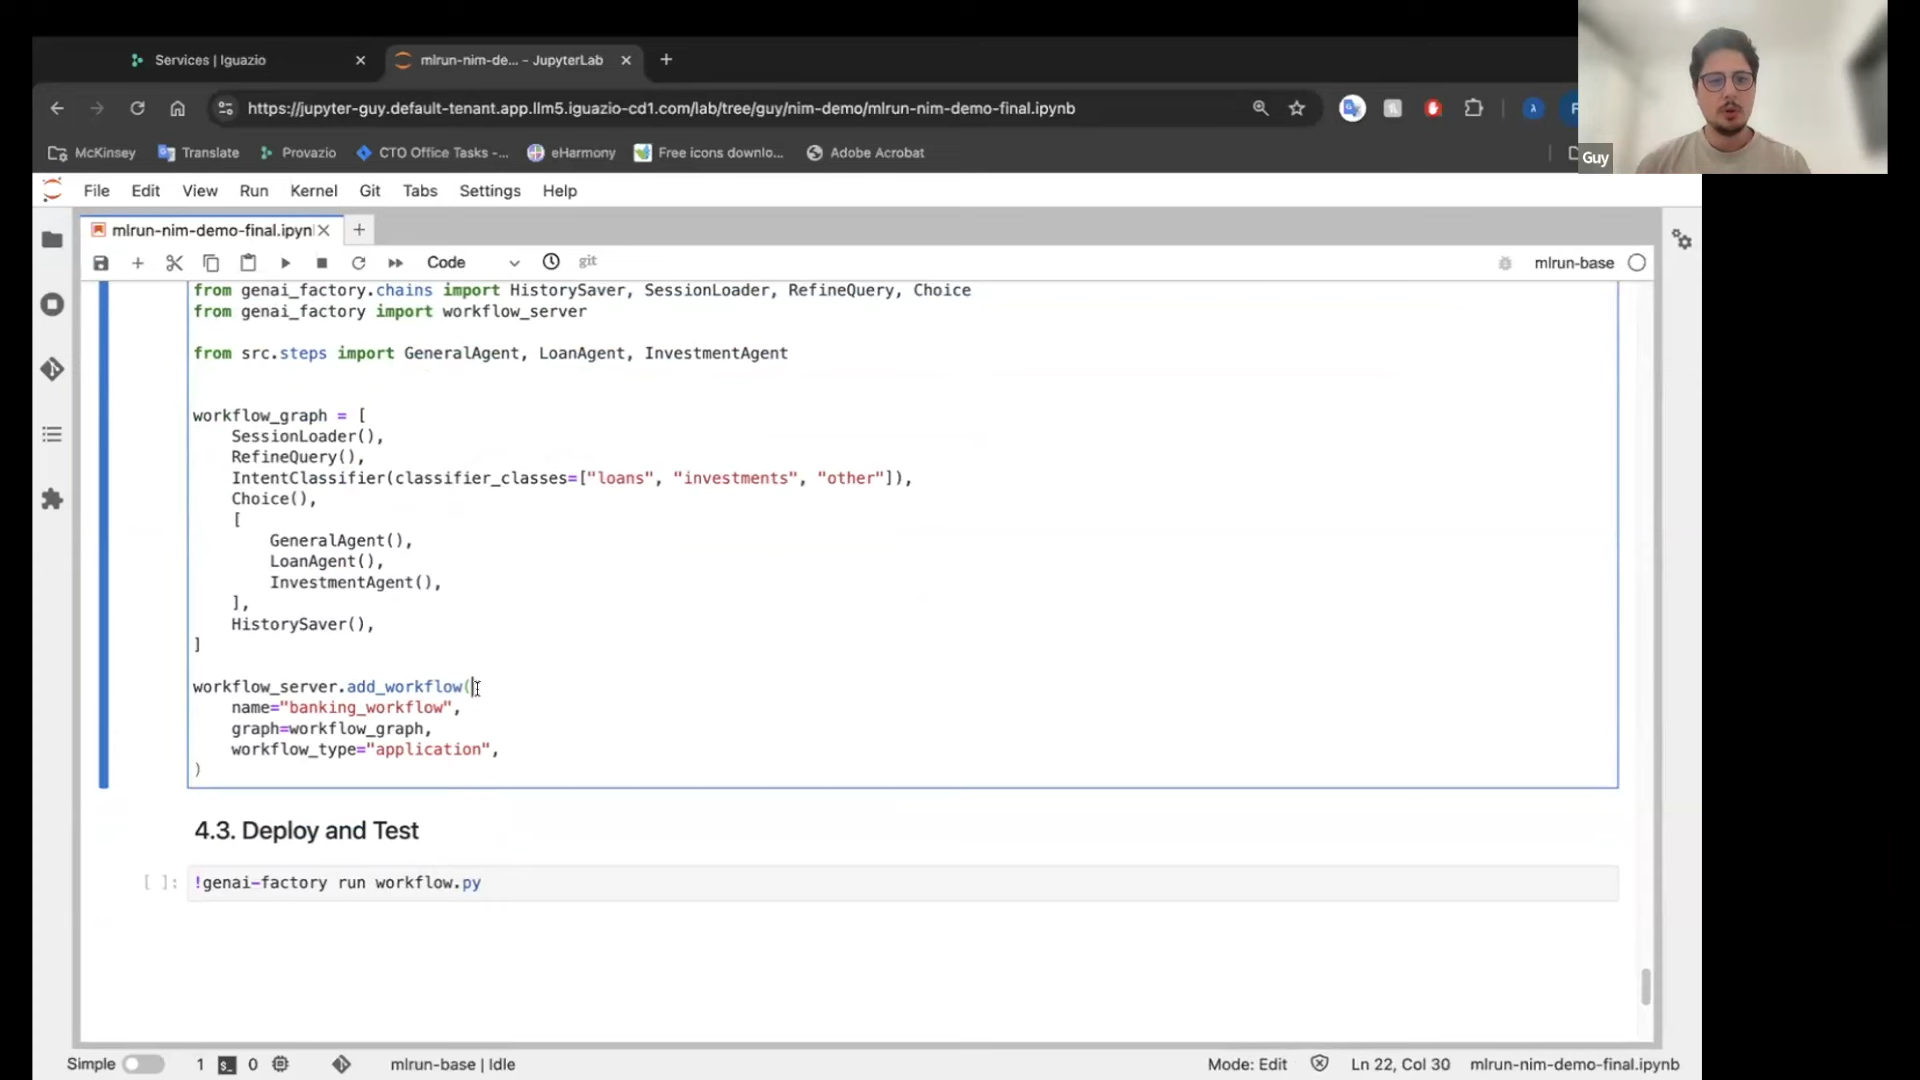 Services | Iguazio
mlrun-nim-de... - JupyterLab
https://jupyter-guy.default-tenant.app.llm5.iguazio-cd1.com/lab/tree/guy/nim-demo/mlrun-nim-demo-final.ipynb
McKinsey Translate Provazio CTO Office Tasks -... eHarmony Free icons downlo... Adobe Acrobat
Guy
File Edit View Run Kernel Git Tabs Settings Help
mlrun-nim-demo-final.ipyn
Code git mlrun-base
from genai_factory.chains import HistorySaver, SessionLoader, RefineQuery, Choice
from genai_factory import workflow_server
from src.steps import GeneralAgent, LoanAgent, InvestmentAgent
workflow_graph = [
SessionLoader(),
RefineQuery(),
IntentClassifier(classifier_classes=["loans", "investments", "other"]),
Choice(),
[
GeneralAgent(),
LoanAgent(),
InvestmentAgent(),
],
HistorySaver(),
]
workflow_server.add_workflow(
name="banking_workflow",
graph=workflow_graph,
workflow_type="application",
)
4.3. Deploy and Test
[ ]: !genai-factory run workflow.py
Simple 1 0 mlrun-base | Idle Mode: Edit Ln 22, Col 30 mlrun-nim-demo-final.ipynb